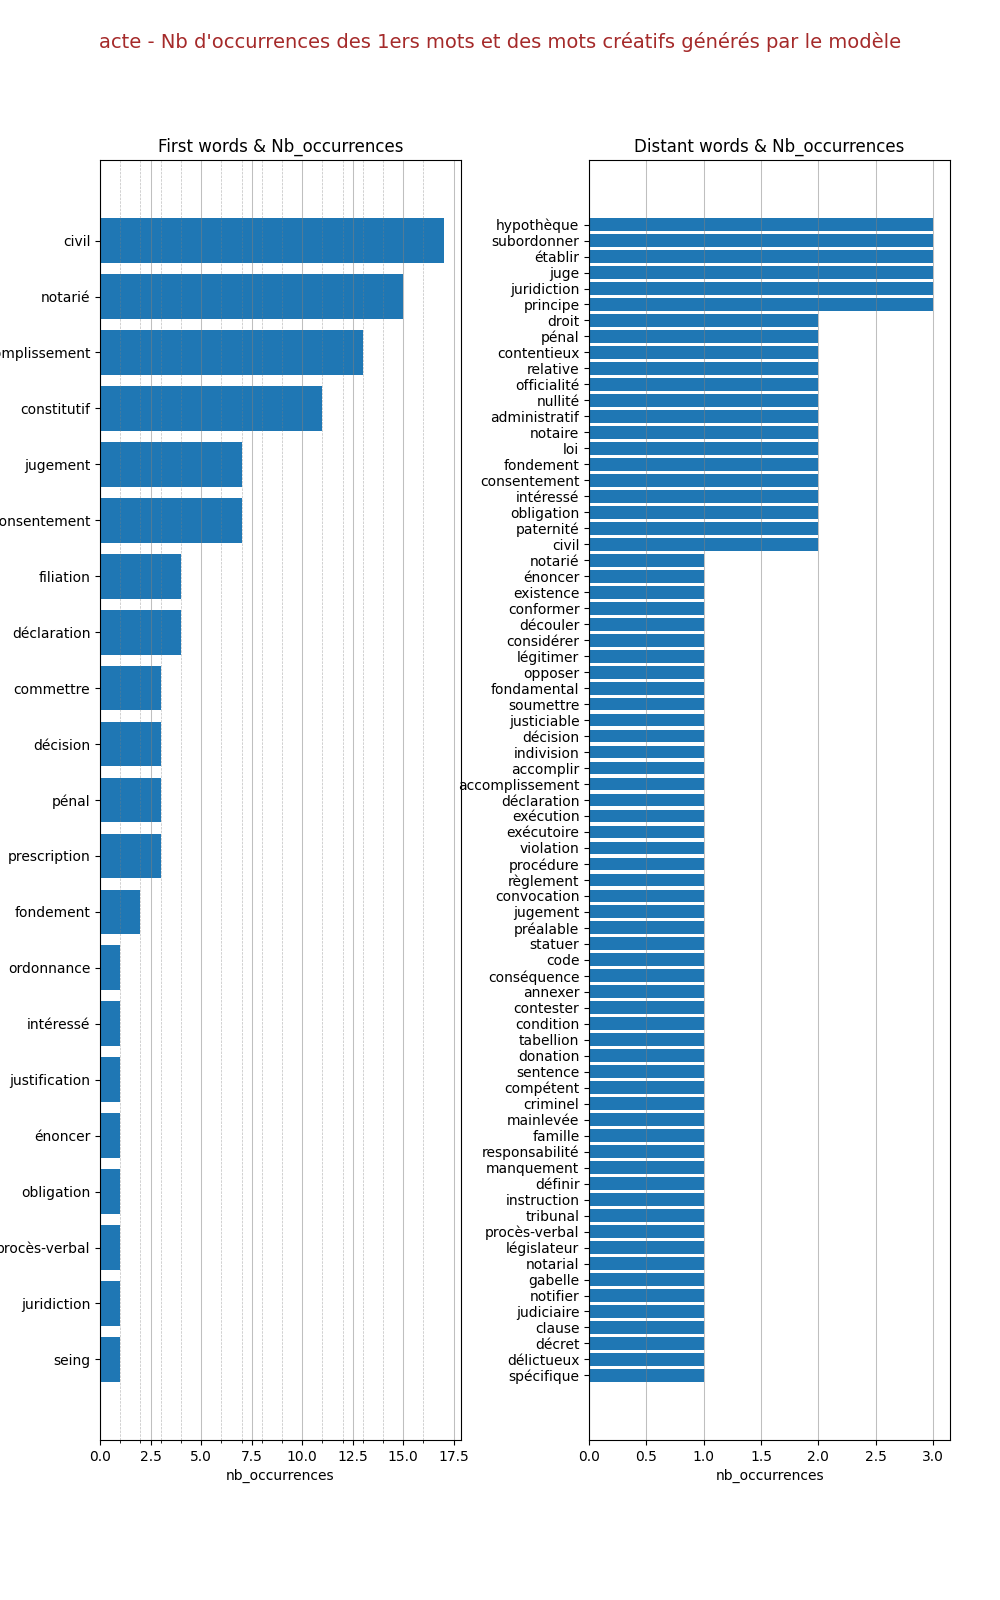 acte - Nb d'occurrences des 1ers mots et des mots créatifs générés par le modèle
First words & Nb_occurrences
civil
notarié
omplissement
constitutif
jugement
onsentement
filiation
déclaration
commettre
décision
pénal
prescription
fondement
ordonnance
intéressé
justification
énoncer
obligation
procès-verbal
juridiction
seing
0.0 2.5 5.0 7.5 10.0 12.5 15.0 17.5
nb_occurrences
Distant words & Nb_occurrences
hypothèque
subordonner
établir
juge
juridiction
principe
droit
pénal
contentieux
relative
officialité
nullité
administratif
notaire
loi
fondement
consentement
intéressé
obligation
paternité
civil
notarié
énoncer
existence
conformer
découler
considérer
légitimer
opposer
fondamental
soumettre
justiciable
décision
indivision
accomplir
accomplissement
déclaration
exécution
exécutoire
violation
procédure
règlement
convocation
jugement
préalable
statuer
code
conséquence
annexer
contester
condition
tabellion
donation
sentence
compétent
criminel
mainlevée
famille
responsabilité
manquement
définir
instruction
tribunal
procès-verbal
législateur
notarial
gabelle
notifier
judiciaire
clause
décret
délictueux
spécifique
0.0 0.5 1.0 1.5 2.0 2.5 3.0
nb_occurrences